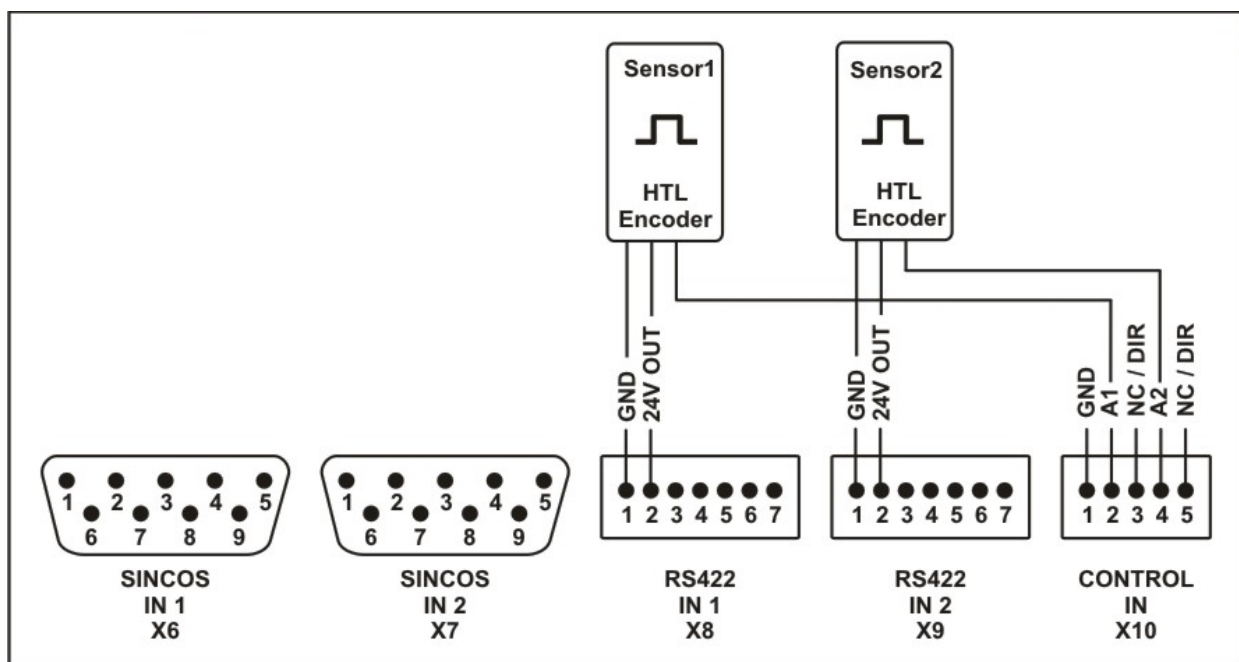 Sensor1
HTL
Encoder
Sensor2
HTL
Encoder
GND
24V OUT
GND
24V OUT
GND
A1
NC / DIR
A2
NC / DIR
1 2 3 4 5
6 7 8 9
SINCOS
IN 1
X6
1 2 3 4 5
6 7 8 9
SINCOS
IN 2
X7
1 2 3 4 5 6 7
RS422
IN 1
X8
1 2 3 4 5 6 7
RS422
IN 2
X9
1 2 3 4 5
CONTROL
IN
X10